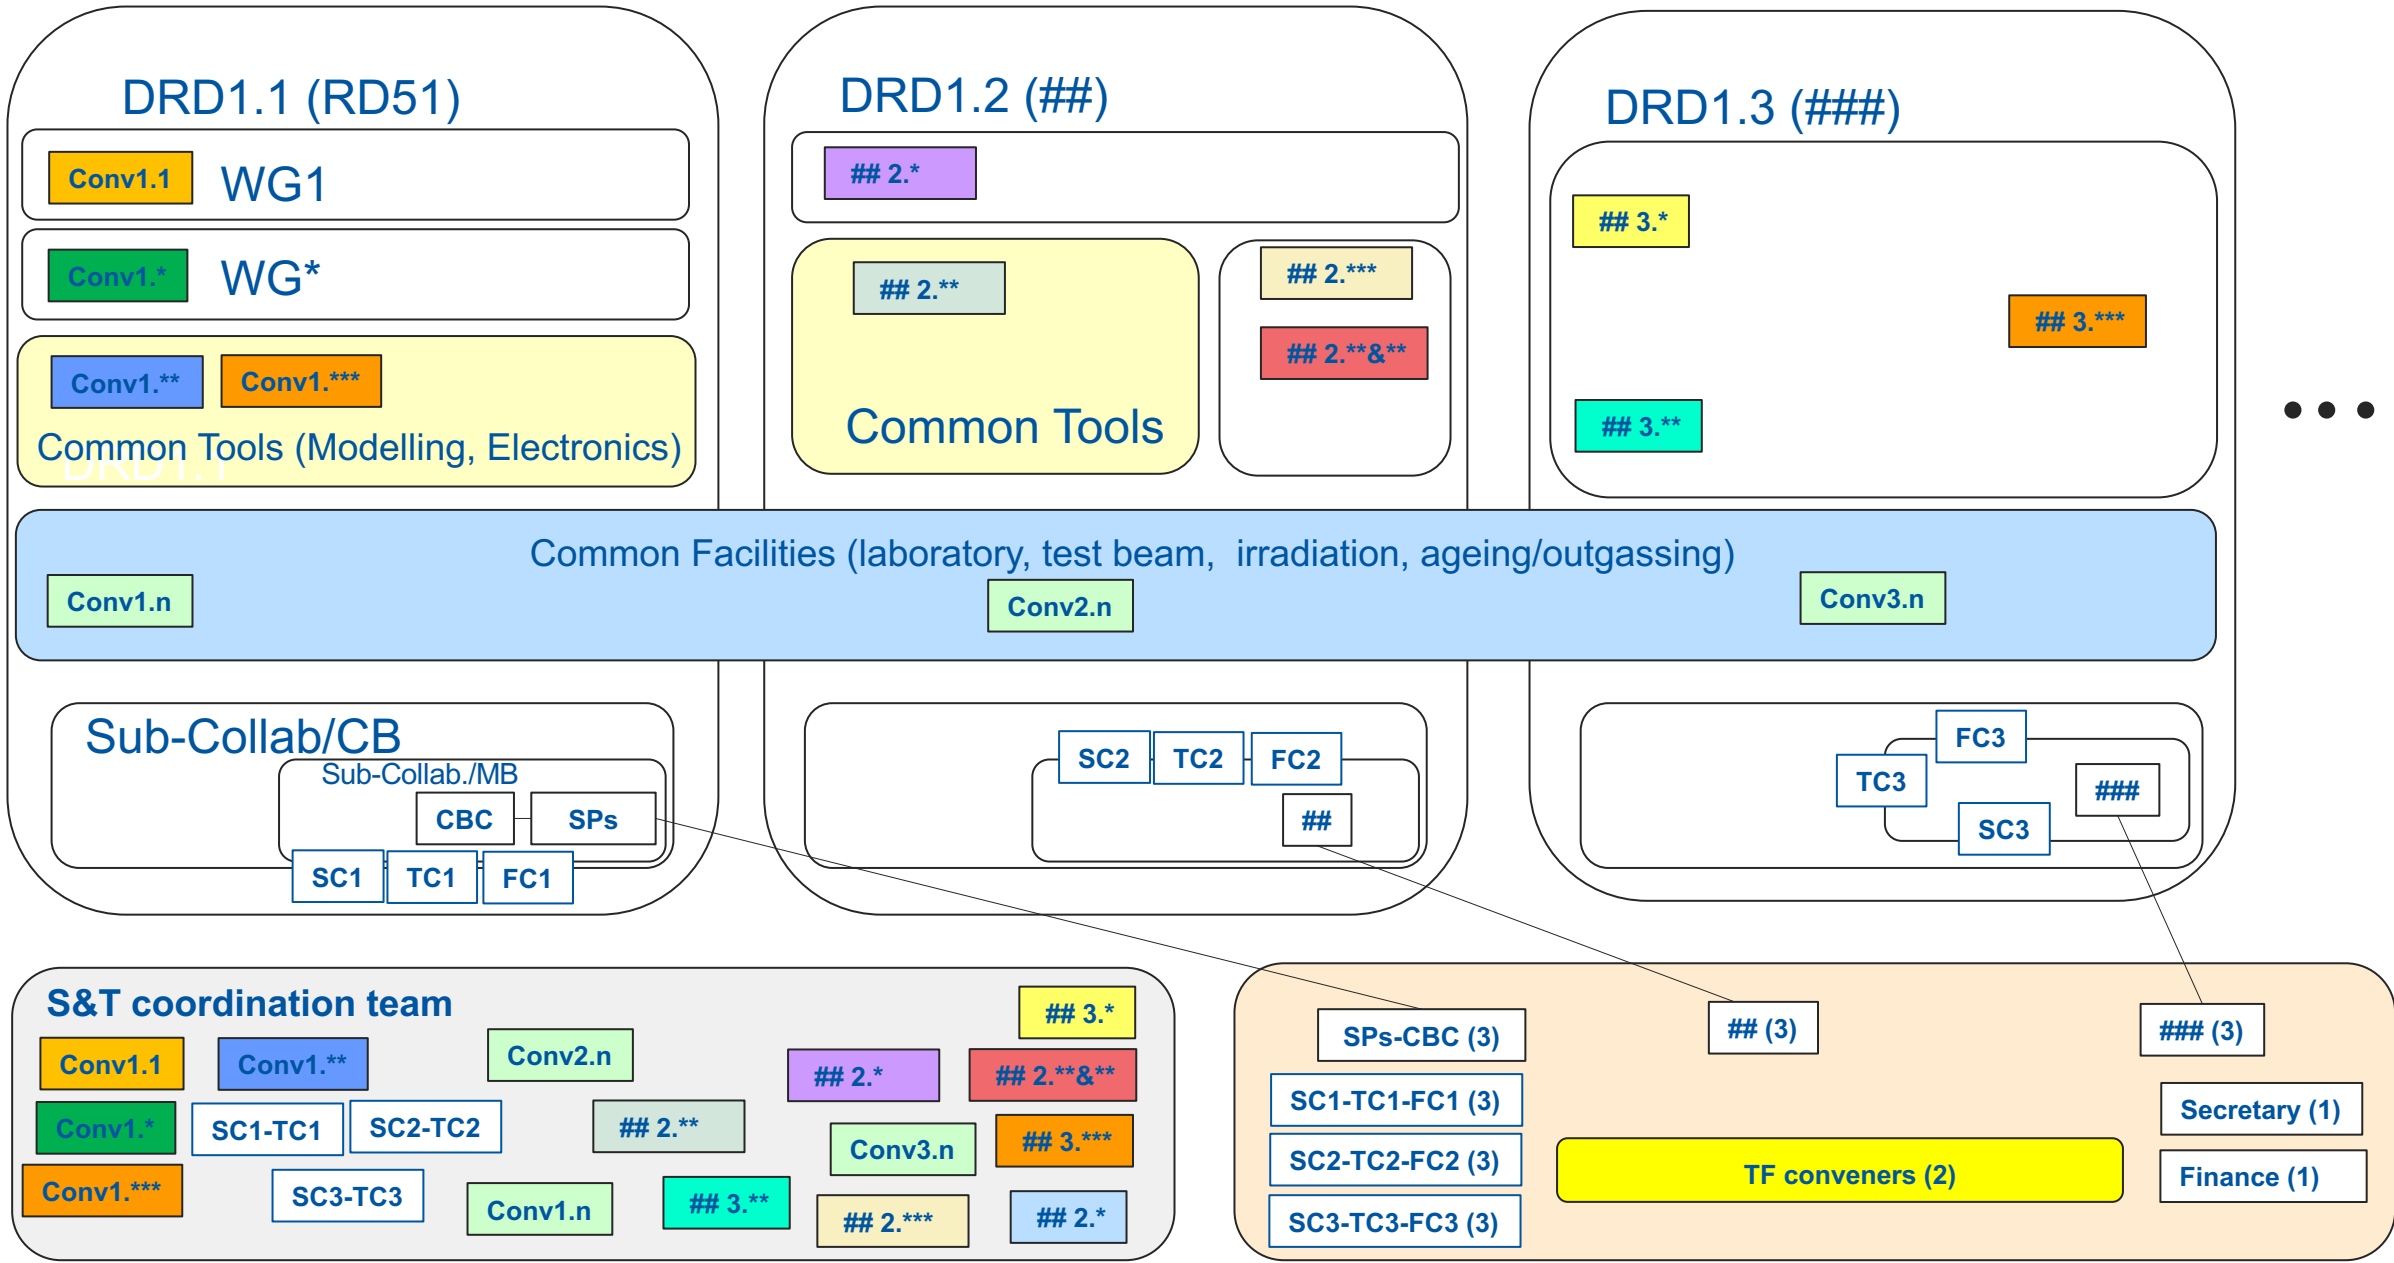 DRD1.1 (RD51)
Conv1.1
WG1
Conv1.*
WG*
Conv1.**
Conv1.***
Common Tools (Modelling, Electronics)
DRD1.1
DRD1.2 (##)
## 2.*
## 2.**
Common Tools
## 2.***
## 2.**&**
DRD1.3 (###)
## 3.*
## 3.***
## 3.**
...
Common Facilities (laboratory, test beam, irradiation, ageing/outgassing)
Conv1.n
Conv2.n
Conv3.n
Sub-Collab/CB
Sub-Collab./MB
CBC
SPs
SC1
TC1
FC1
SC2
TC2
FC2
##
FC3
TC3
###
SC3
S&T coordination team
## 3.*
Conv1.1
Conv1.**
Conv2.n
## 2.*
## 2.**&**
Conv1.*
SC1-TC1
SC2-TC2
## 2.**
Conv3.n
## 3.***
Conv1.***
SC3-TC3
Conv1.n
## 3.**
## 2.***
## 2.*
SPs-CBC (3)
## (3)
### (3)
SC1-TC1-FC1 (3)
Secretary (1)
SC2-TC2-FC2 (3)
TF conveners (2)
Finance (1)
SC3-TC3-FC3 (3)